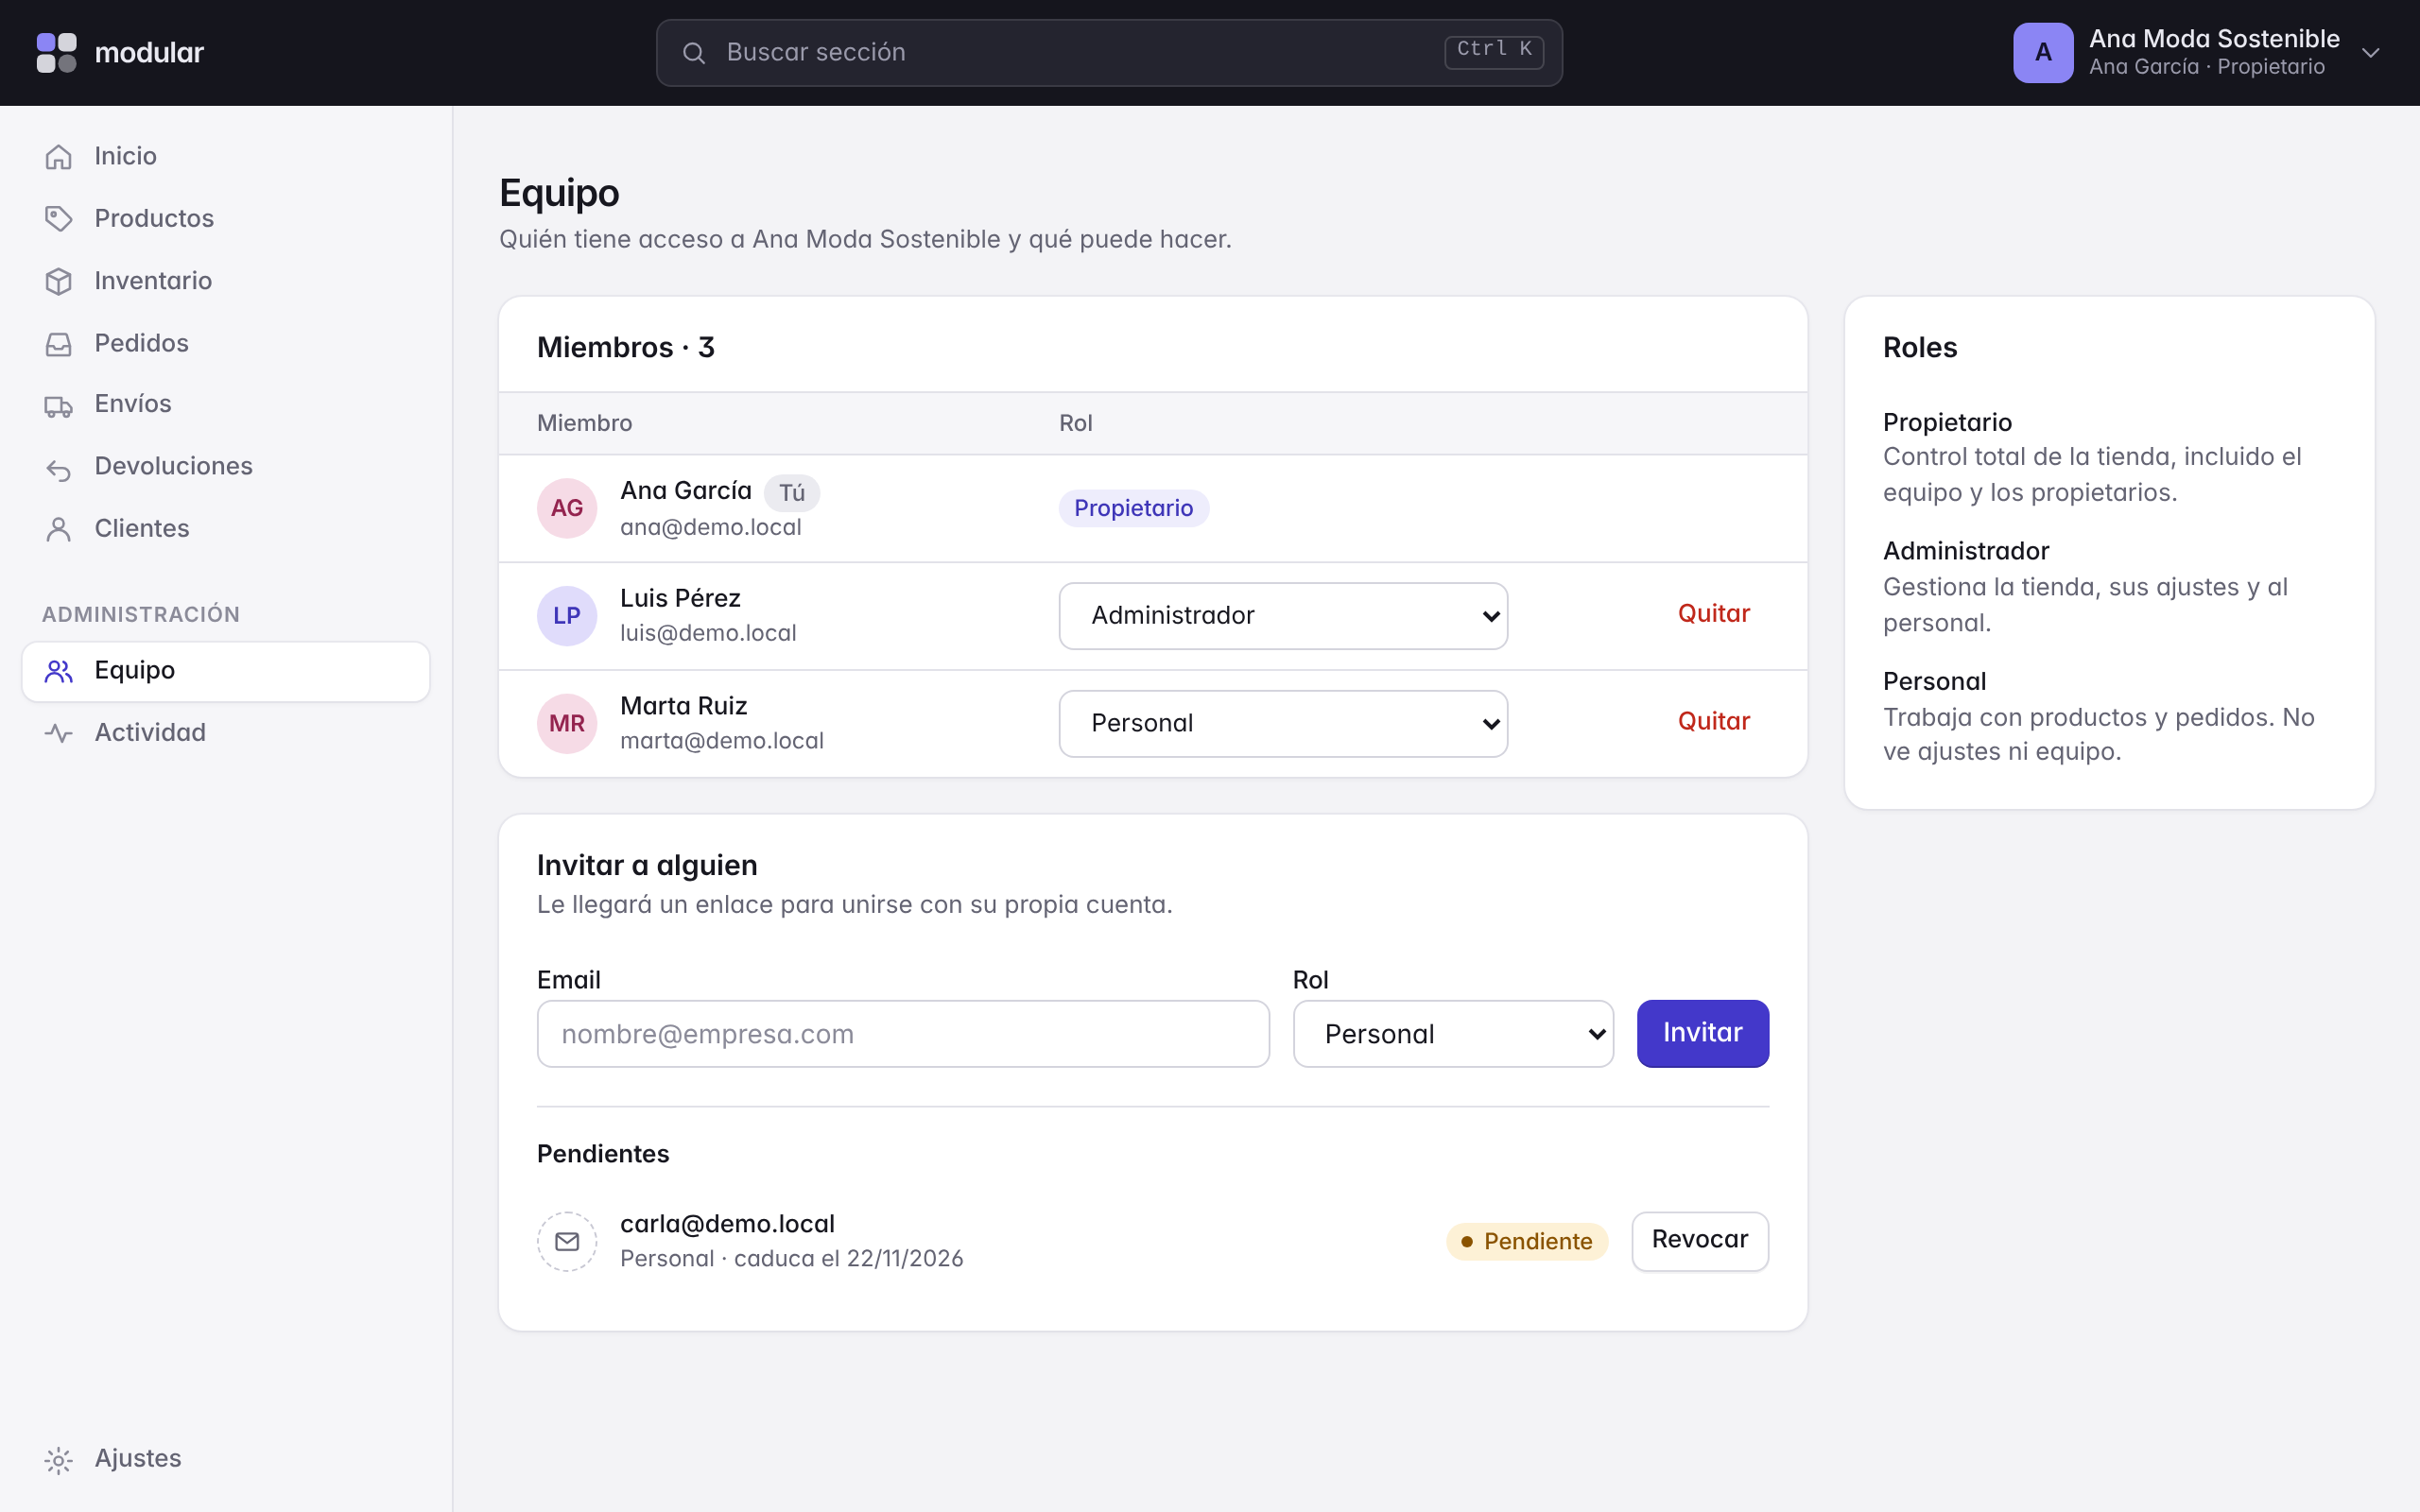 modular
Buscar sección
Ctrl K
A
Ana Moda Sostenible
Ana García · Propietario
Inicio
Productos
Inventario
Pedidos
Envíos
Devoluciones
Clientes
ADMINISTRACIÓN
Equipo
Actividad
Ajustes
Equipo
Quién tiene acceso a Ana Moda Sostenible y qué puede hacer.
Miembros · 3
Miembro
Rol
AG
Ana García
Tú
ana@demo.local
Propietario
LP
Luis Pérez
luis@demo.local
Administrador
Quitar
MR
Marta Ruiz
marta@demo.local
Personal
Quitar
Invitar a alguien
Le llegará un enlace para unirse con su propia cuenta.
Email
Rol
nombre@empresa.com
Personal
Invitar
Pendientes
carla@demo.local
Personal · caduca el 22/11/2026
Pendiente
Revocar
Roles
Propietario
Control total de la tienda, incluido el
equipo y los propietarios.
Administrador
Gestiona la tienda, sus ajustes y al
personal.
Personal
Trabaja con productos y pedidos. No
ve ajustes ni equipo.